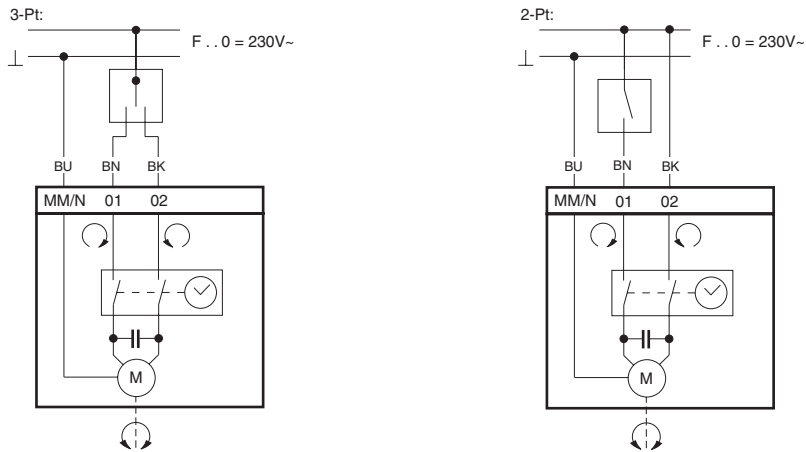 3-Pt:
F . . 0 = 230V~
⊥
BU BN BK
MM/N 01 02
M
2-Pt:
F . . 0 = 230V~
⊥
BU BN BK
MM/N 01 02
M